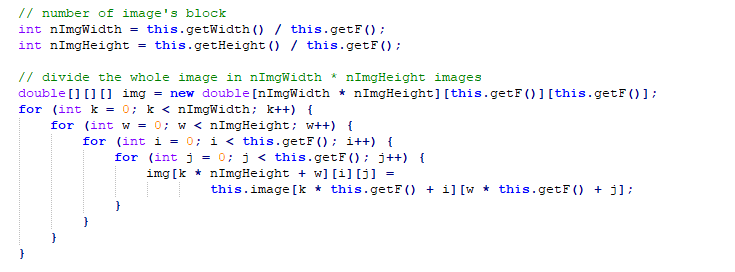 // number of image's block
int nImgWidth = this.getWidth() / this.getF();
int nImgHeight = this.getHeight() / this.getF();

// divide the whole image in nImgWidth * nImgHeight images
double[][][] img = new double[nImgWidth * nImgHeight][this.getF()][this.getF()];
for (int k = 0; k < nImgWidth; k++) {
    for (int w = 0; w < nImgHeight; w++) {
        for (int i = 0; i < this.getF(); i++) {
            for (int j = 0; j < this.getF(); j++) {
                img[k * nImgHeight + w][i][j] =
                        this.image[k * this.getF() + i][w * this.getF() + j];
            }
        }
    }
}